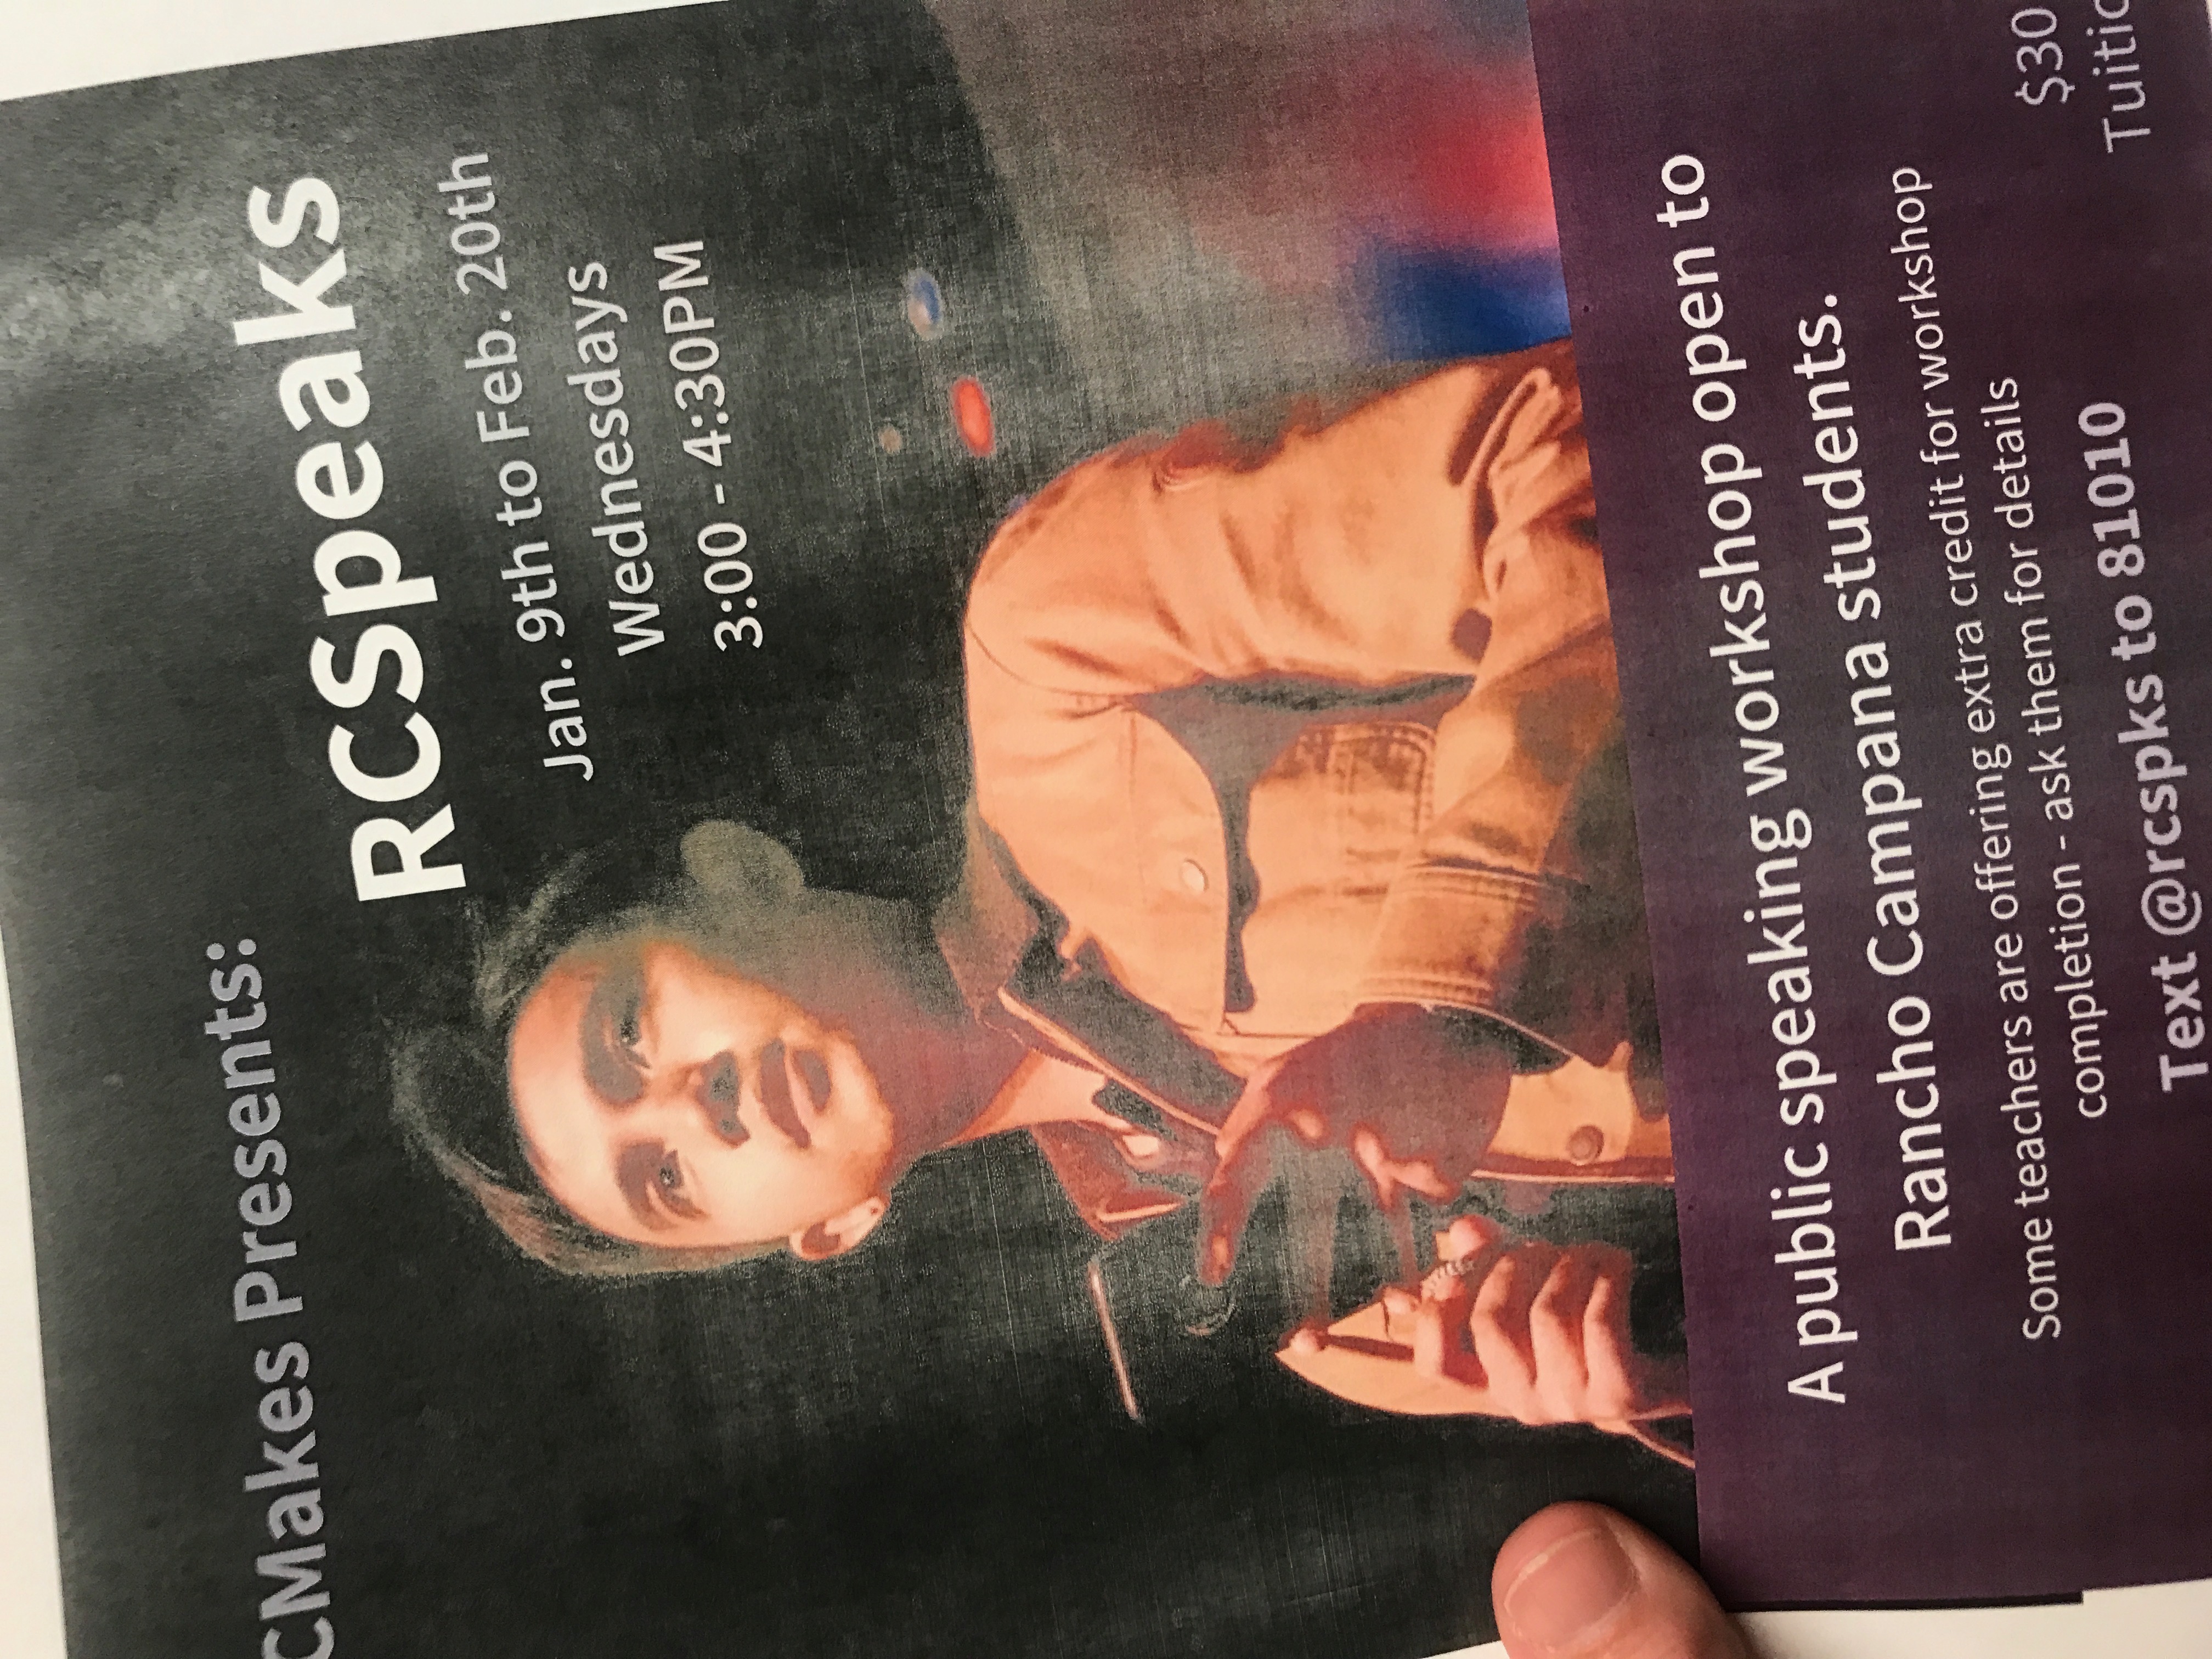 CMakes Presents:
RCSpeaks
Jan. 9th to Feb. 20th
Wednesdays
3:00 - 4:30PM
A public speaking workshop open to
Rancho Campana students.
Some teachers are offering extra credit for workshop
completion - ask them for details
Text @rcspks to 81010
$30